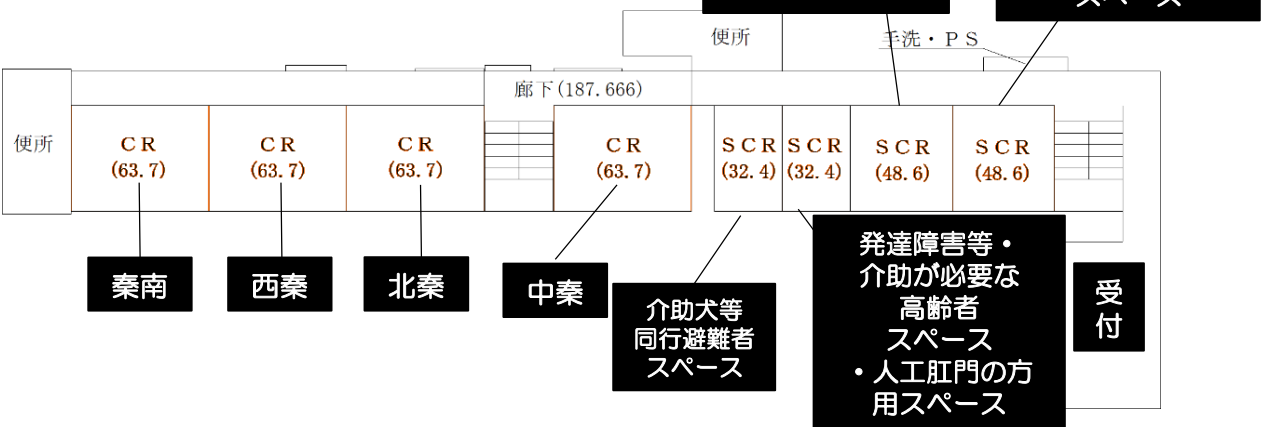 スペース
便所
手洗・ＰＳ
廊下(187.666)
便所
ＣＲ
(63.7)
ＣＲ
(63.7)
ＣＲ
(63.7)
ＣＲ
(63.7)
ＳＣＲ
(32.4)
ＳＣＲ
(32.4)
ＳＣＲ
(48.6)
ＳＣＲ
(48.6)
秦南
西秦
北秦
中秦
介助犬等
同行避難者
スペース
発達障害等・
介助が必要な
高齢者
スペース
・人工肛門の方
用スペース
受
付